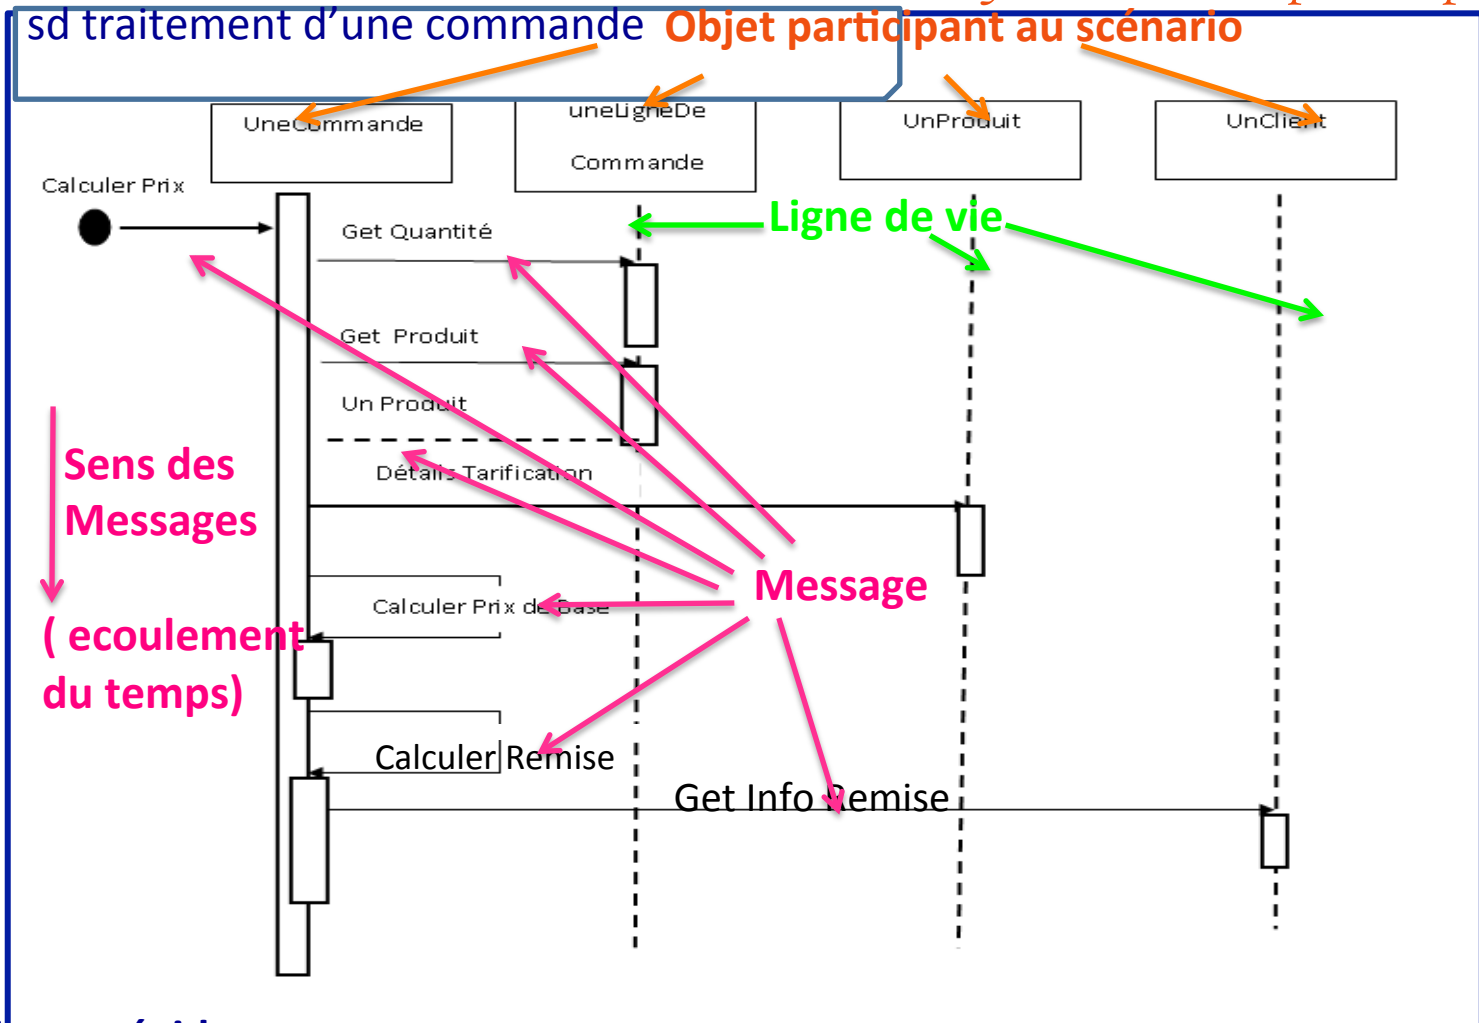 sd traitement d’une commande
Objet participant au scénario
UneCommande
uneLigneDe
Commande
UnProduit
UnClient
Calculer Prix
Ligne de vie
Get Quantité
Get Produit
Un Produit
Sens des
Messages
Détails Tarification
Message
Calculer Prix de Base
( ecoulement
du temps)
Calculer Remise
Get Info Remise